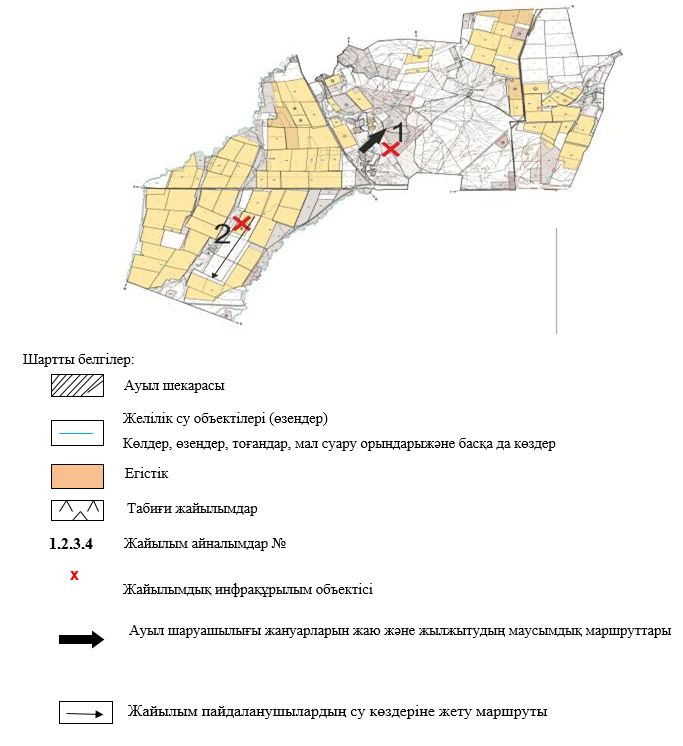 1
2
Шартты белгілер:
Ауыл шекарасы
Желілік су объектілері (өзендер)
Көлдер, өзендер, тоғандар, мал суару орындарыжәне басқа да көздер
Егістік
Табиғи жайылымдар
1.2.3.4 Жайылым айналымдар №
х
Жайылымдық инфрақұрылым объектісі
Ауыл шаруашылығы жануарларын жаю және жылжытудың маусымдық маршруттары
Жайылым пайдаланушылардың су көздеріне жету маршруты